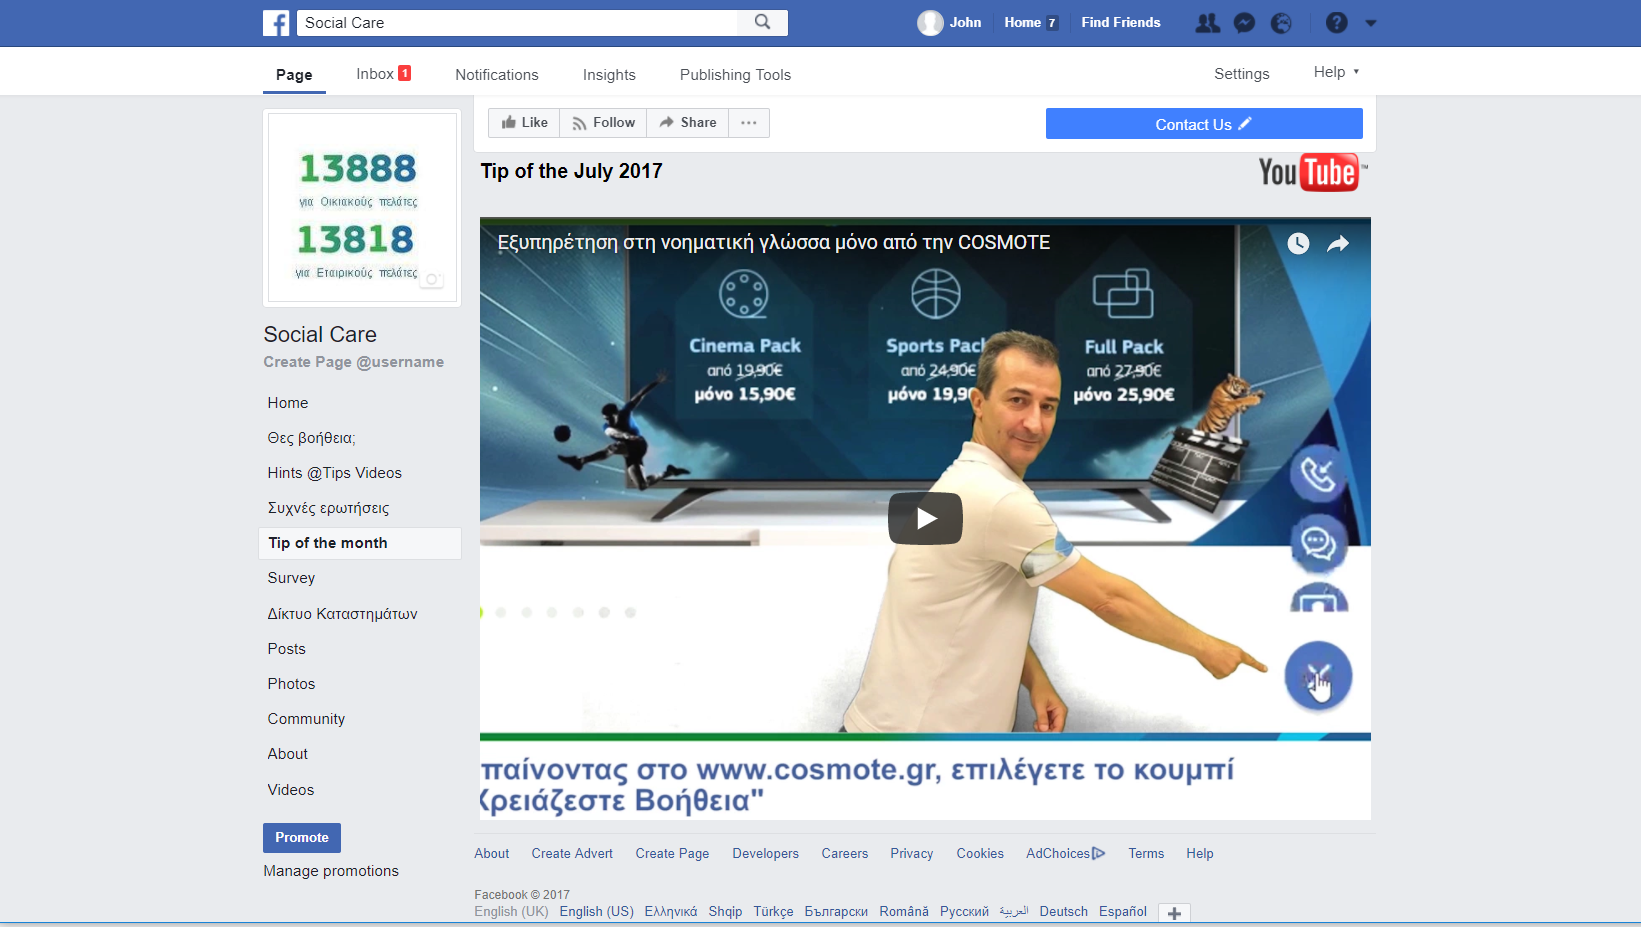 Social Care
John
Home 7
Find Friends
Page
Inbox 1
Notifications
Insights
Publishing Tools
Settings
Help
Like
Follow
Share
Contact Us
13888
για Οικιακούς πελάτες
13818
για Εταιρικούς πελάτες
Social Care
Create Page @username
Home
Θες βοήθεια;
Hints @Tips Videos
Συχνές ερωτήσεις
Tip of the month
Survey
Δίκτυο Καταστημάτων
Posts
Photos
Community
About
Videos
Promote
Manage promotions
Tip of the July 2017
YouTube™
Εξυπηρέτηση στη νοηματική γλώσσα μόνο από την COSMOTE
Cinema Pack
από 19,90€
μόνο 15,90€
Sports Pack
από 24,90€
μόνο 19,9
Full Pack
από 27,90€
μόνο 25,90€
παίνοντας στο www.cosmote.gr, επιλέγετε το κουμπί
Χρειάζεστε Βοήθεια"
About
Create Advert
Create Page
Developers
Careers
Privacy
Cookies
AdChoices
Terms
Help
Facebook © 2017
English (UK)
English (US)
Ελληνικά
Shqip
Türkçe
Български
Română
Русский
العربية
Deutsch
Español